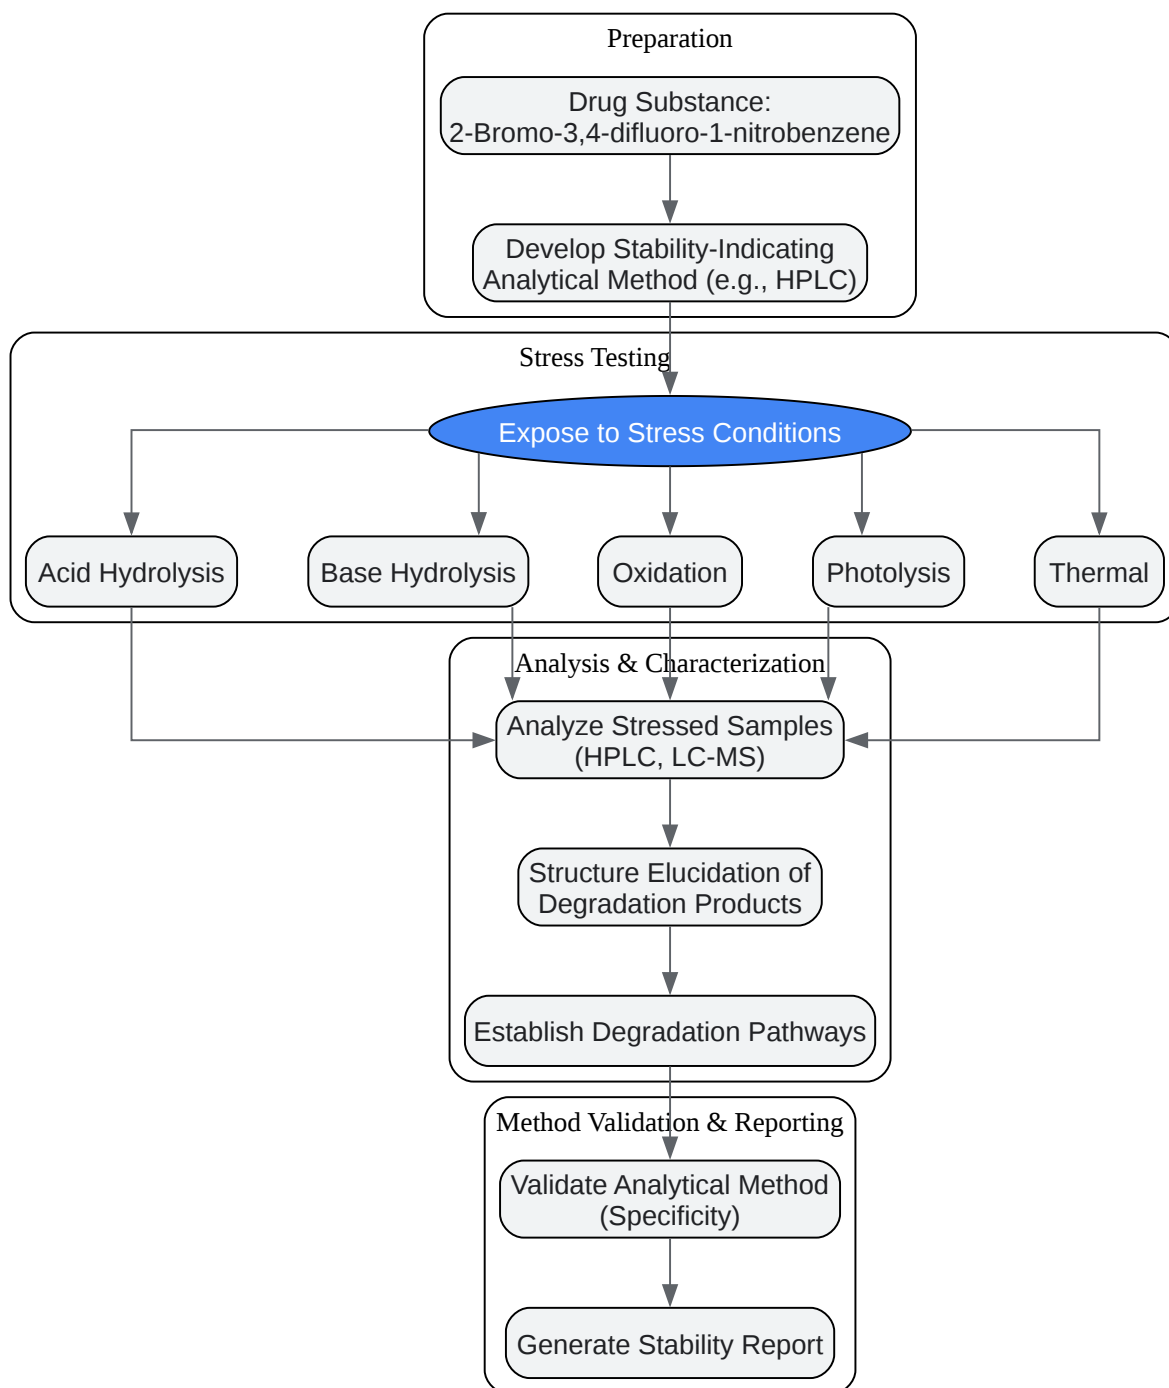 Preparation
Drug Substance:
2-Bromo-3,4-difluoro-1-nitrobenzene
Develop Stability-Indicating
Analytical Method (e.g., HPLC)
Stress Testing
Expose to Stress Conditions
Acid Hydrolysis
Base Hydrolysis
Oxidation
Photolysis
Thermal
Analysis & Characterization
Analyze Stressed Samples
(HPLC, LC-MS)
Structure Elucidation of
Degradation Products
Establish Degradation Pathways
Method Validation & Reporting
Validate Analytical Method
(Specificity)
Generate Stability Report